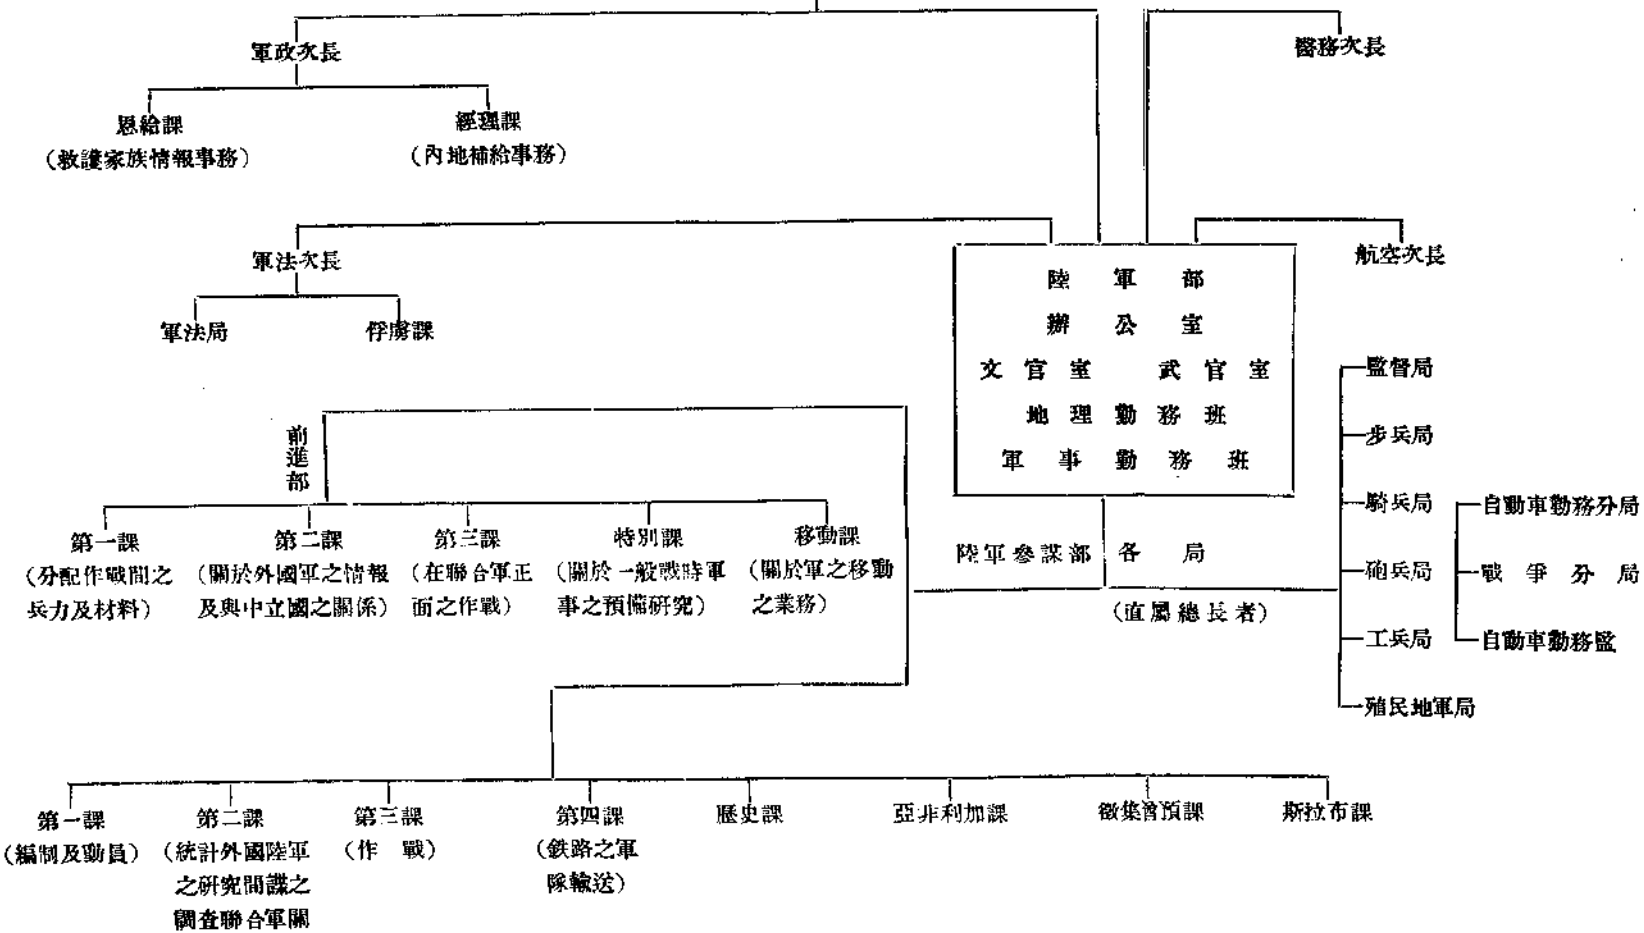 軍政次長
醫務次長
恩給課
（救護家族情報事務）
經理課
（內地補給事務）
軍法次長
航空次長
軍法局
俘虜課
陸軍部
辦公室
文官室 武官室
地理勤務班
軍事勤務班
前進部
第一課
（分配作戰間之
兵力及材料）
第二課
（關於外國軍之情報
及與中立國之關係）
第三課
（在聯合軍正
面之作戰）
特別課
（關於一般戰時軍
事之預備研究）
移動課
（關於軍之移動
之業務）
陸軍參謀部
各局
（直屬總長者）
監督局
步兵局
騎兵局
砲兵局
工兵局
殖民地軍局
自動車勤務分局
戰爭分局
自動車勤務監
第一課
（編制及動員）
第二課
（統計外國陸軍
之研究間諜之
調查聯合軍關
第三課
（作戰）
第四課
（鉄路之軍
隊輸送）
歷史課
亞非利加課
斯拉布課